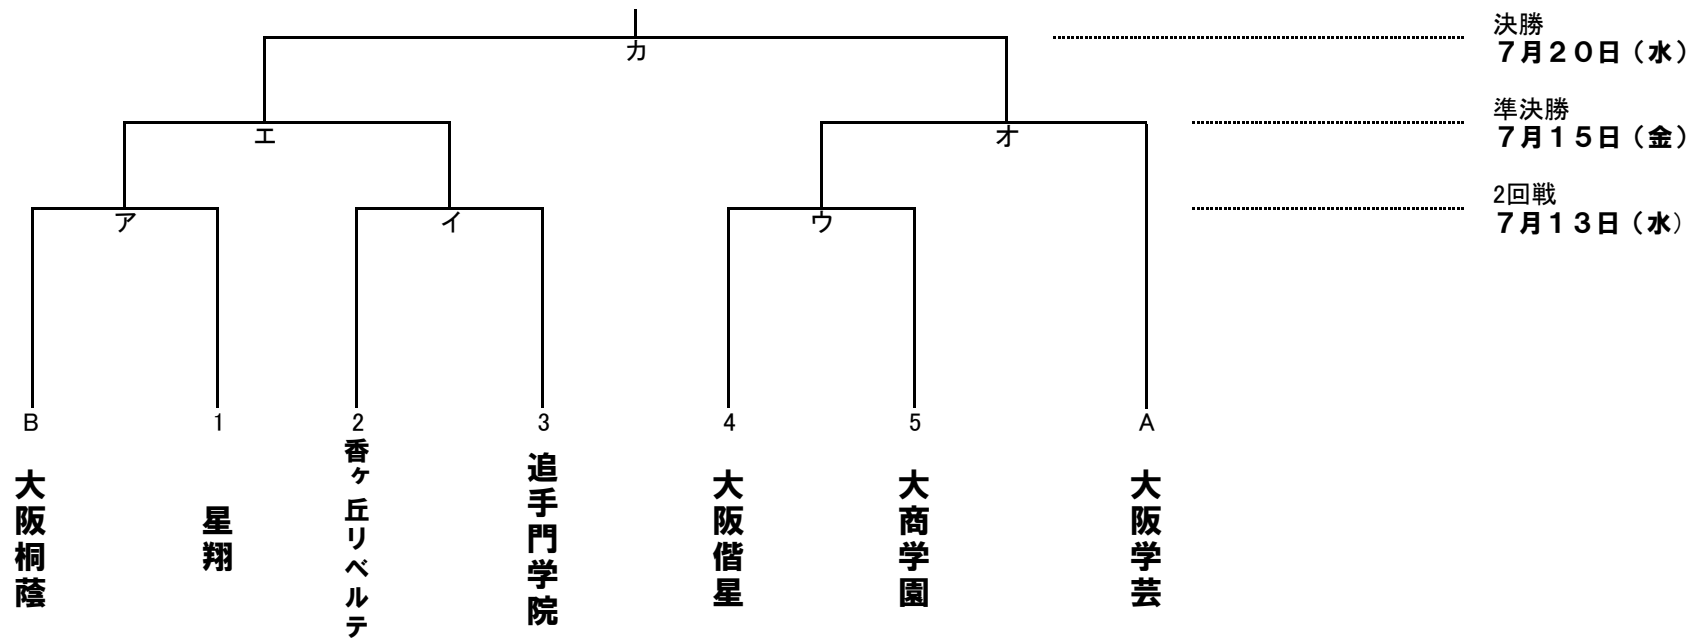 決勝
７月２０日（水）
カ
準決勝
７月１５日（金）
エ
オ
2回戦
７月１３日（水）
ア
イ
ウ
B
1
2
3
4
5
A
大阪桐蔭
星翔
香ヶ丘リベルテ
追手門学院
大阪偕星
大商学園
大阪学芸